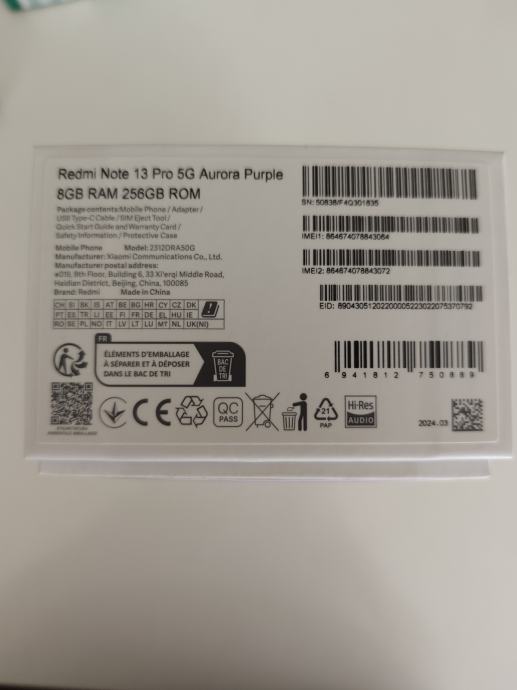 Redmi Note 13 Pro 5G Aurora Purple
8GB RAM 256GB ROM
Package contents:Mobile Phone / Adapter /
USB Type-C Cable / SIM Eject Tool /
Quick Start Guide and Warranty Card /
Safety Information / Protective Case
Mobile Phone Model: 2312DRA50G
Manufacturer: Xiaomi Communications Co., Ltd.
Manufacturer postal address:
#019, 9th Floor, Building 6, 33 Xi'erqi Middle Road,
Haidian District, Beijing, China, 100085
Brand: Redmi Made in China
SN: 50838/F4Q301835
IMEI1: 864674078843064
IMEI2: 864674078843072
EID: 89043051202200005223022075370792
CH SI SK IS AT BE BG HR CY CZ DK
PT ES TR LI EE FI FR DE EL HU IE
RO SE PL NO IT LV LT LU MT NL UK(NI)
FR
ÉLÉMENTS D'EMBALLAGE
À SÉPARER ET À DÉPOSER
DANS LE BAC DE TRI
BAC
DE
TRI
6 941812 750889
CE
QC
PASS
21
PAP
Hi-Res
AUDIO
2024.03